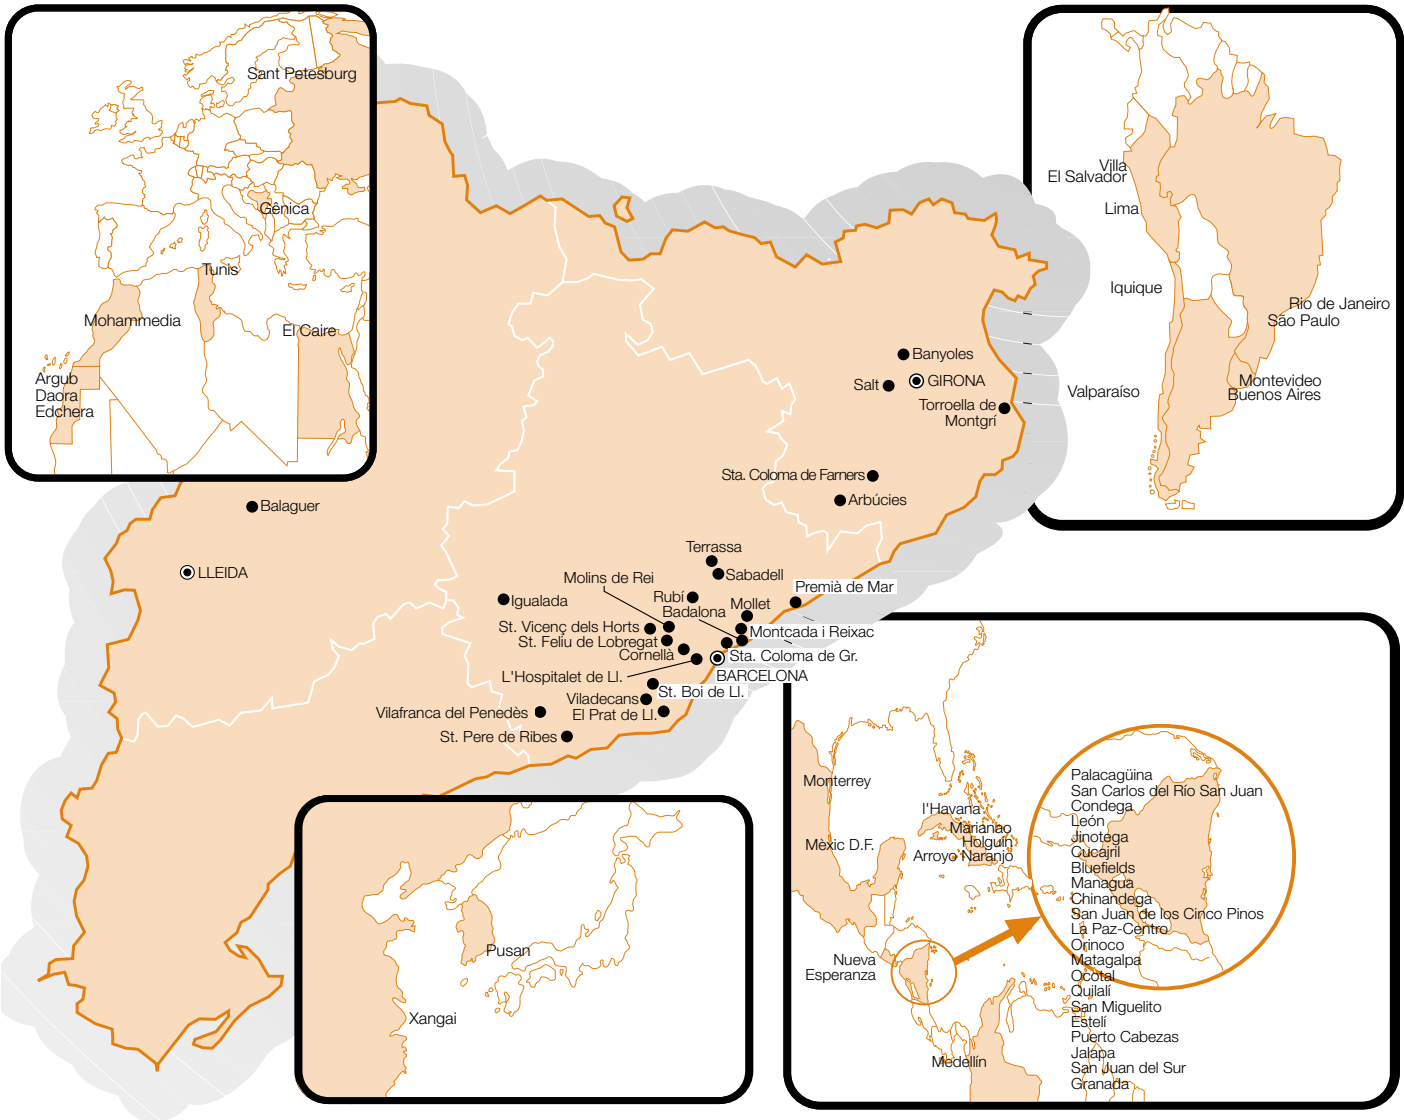 Sant Petesburg
Gênica
Tunis
Mohammedia
El Caire
Argub
Daora
Edchera
Villa
El Salvador
Lima
Iquique
Rio de Janeiro
São Paulo
Valparaíso
Montevideo
Buenos Aires
Banyoles
Salt
GIRONA
Torroella de
Montgrí
Sta. Coloma de Farners
Arbúcies
Balaguer
LLEIDA
Terrassa
Sabadell
Molins de Rei
Premià de Mar
Igualada
Rubí
Mollet
Badalona
St. Vicenç dels Horts
Montcada i Reixac
St. Feliu de Lobregat
Cornellà
Sta. Coloma de Gr.
L'Hospitalet de Ll.
BARCELONA
St. Boi de Ll.
Viladecans
El Prat de Ll.
Vilafranca del Penedès
St. Pere de Ribes
Pusan
Xangai
Monterrey
l'Havana
Marianao
Holguin
Mèxic D.F.
Arroyo Naranjo
Nueva
Esperanza
Medellín
Palacagüina
San Carlos del Río San Juan
Condega
León
Jinotega
Cucajril
Bluefields
Managua
Chinandega
San Juan de los Cinco Pinos
La Paz-Centro
Orinoco
Matagalpa
Ocotal
Quilalí
San Miguelito
Estelí
Puerto Cabezas
Jalapa
San Juan del Sur
Granada